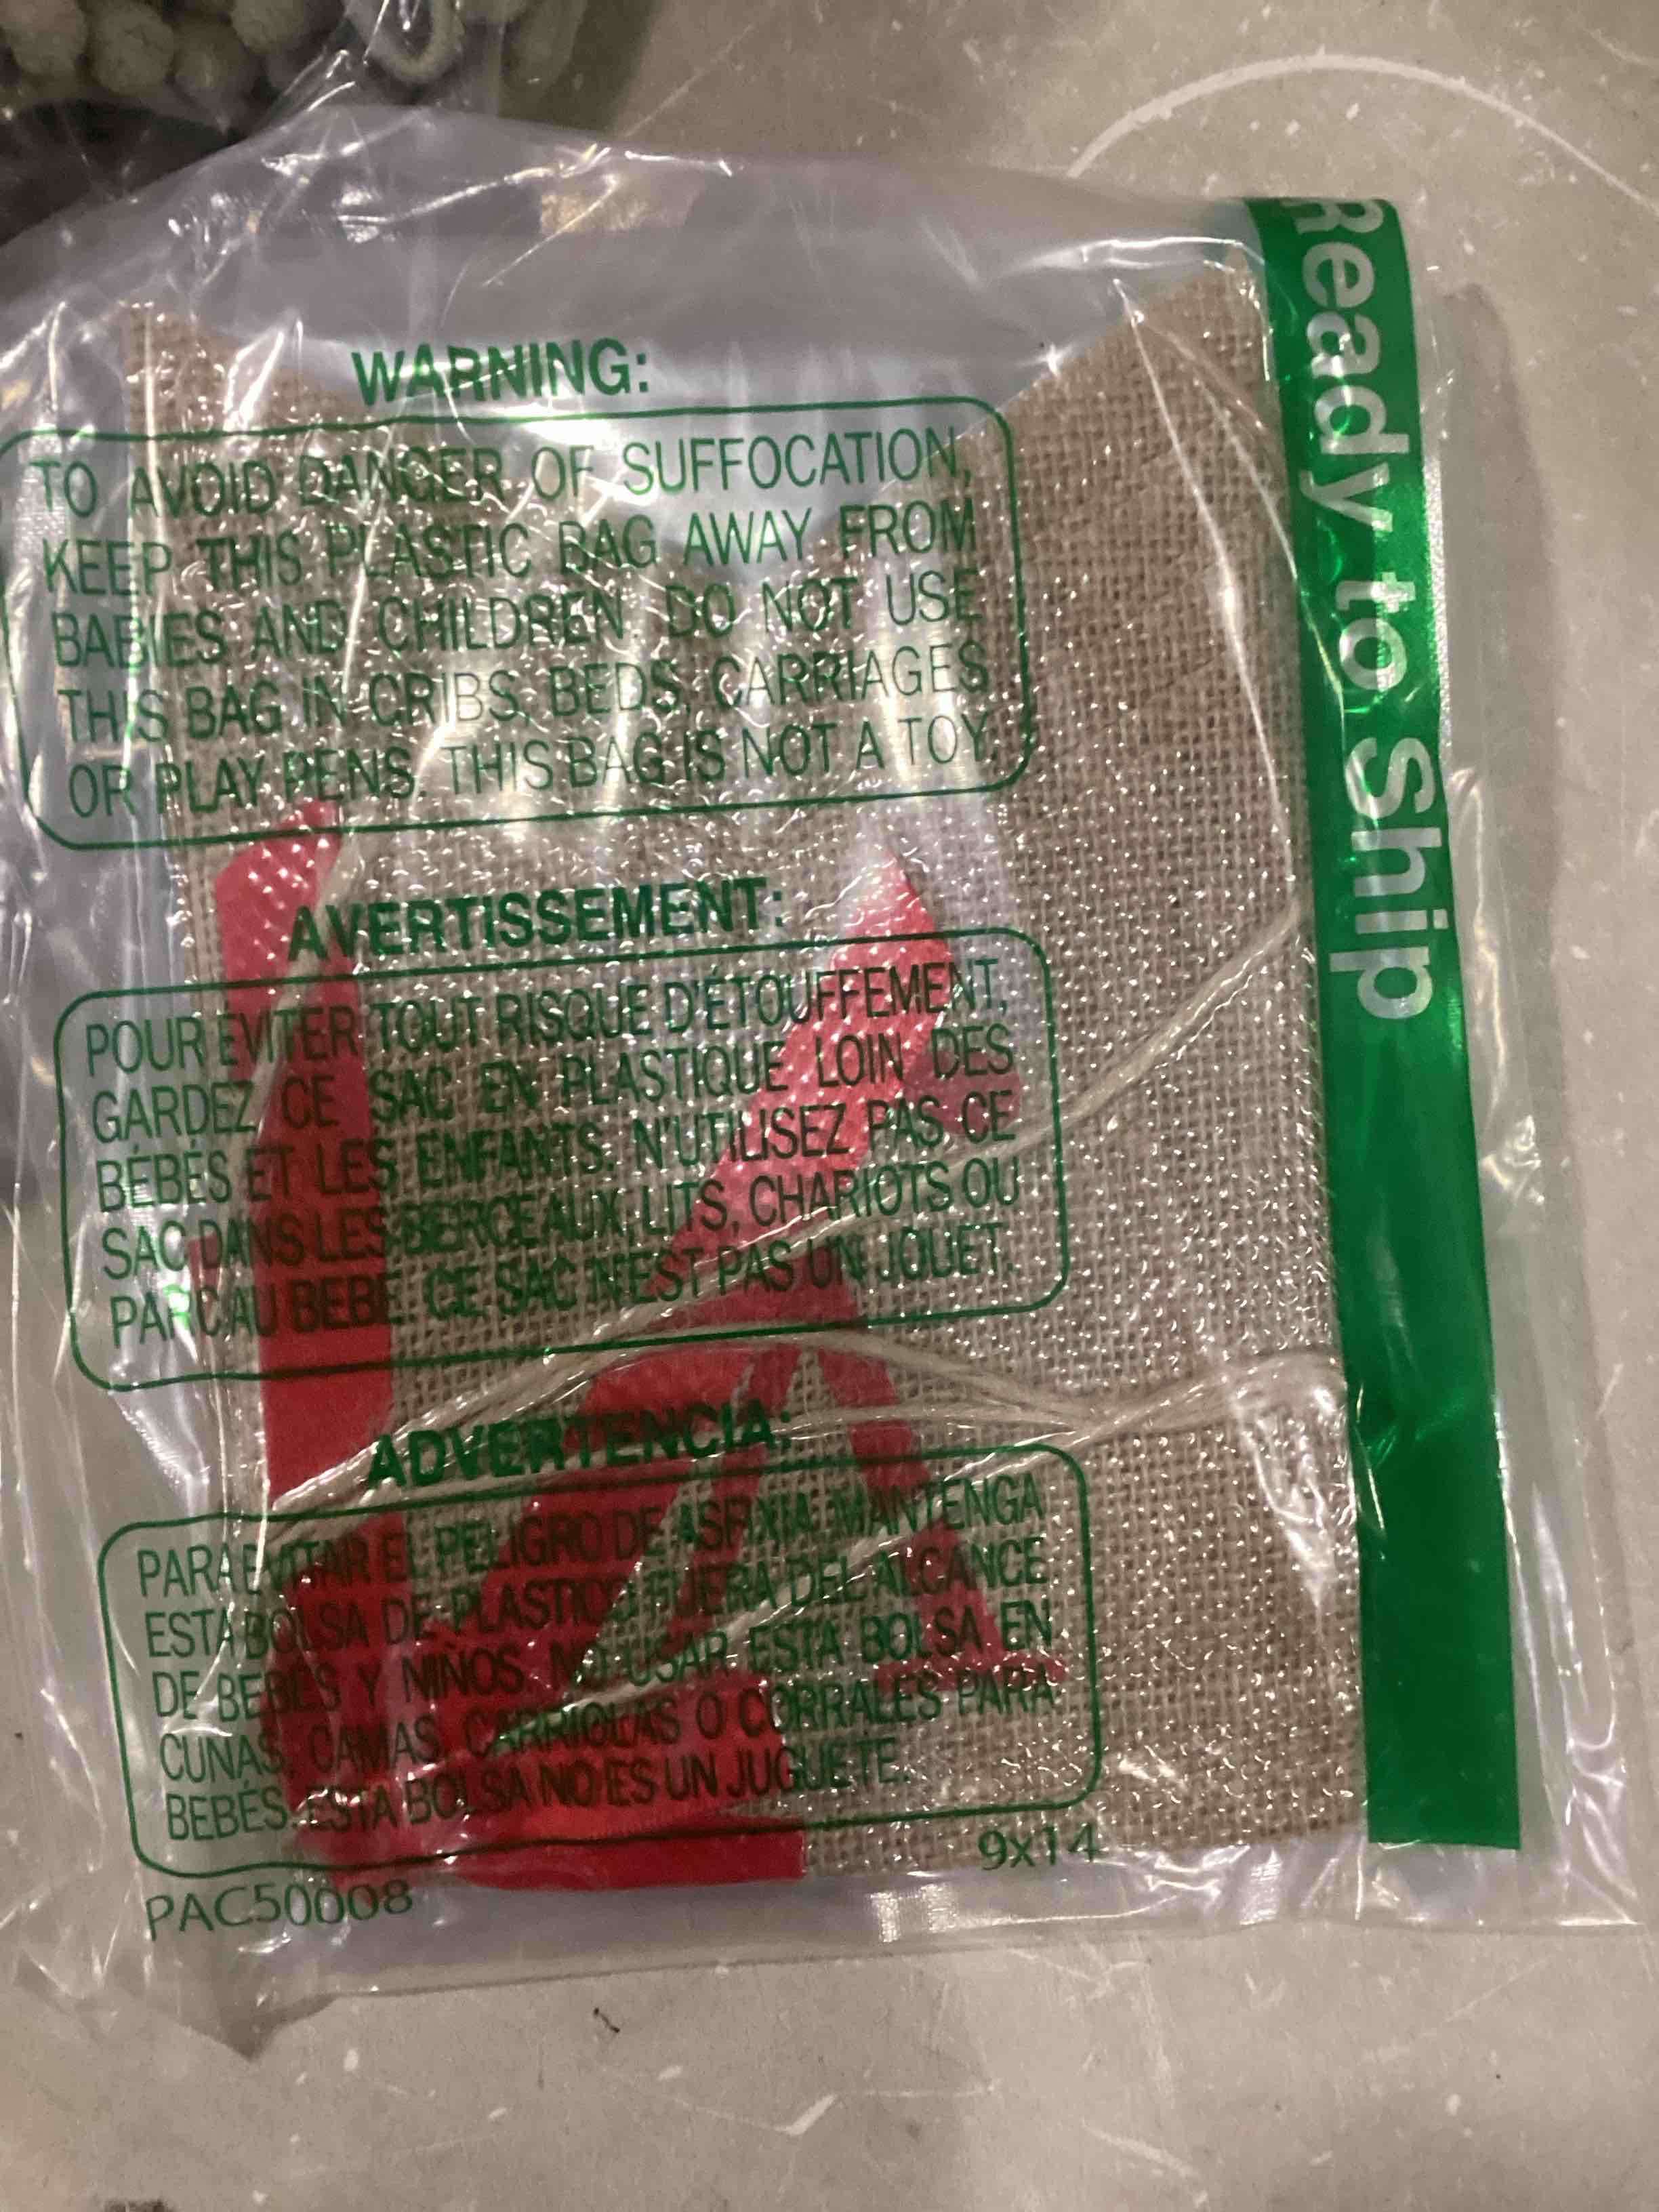 WARNING:
TO AVOID DANGER OF SUFFOCATION,
KEEP THIS PLASTIC BAG AWAY FROM
BABIES AND CHILDREN. DO NOT USE
THIS BAG IN CRIBS, BEDS, CARRIAGES
OR PLAY PENS. THIS BAG IS NOT A TOY.
AVERTISSEMENT:
POUR EVITER TOUT RISQUE D'ÉTOUFFEMENT,
GARDEZ CE SAC EN PLASTIQUE LOIN DES
BÉBÉS ET LES ENFANTS. N'UTILISEZ PAS CE
SAC DANS LES BERCEAUX, LITS, CHARIOTS OU
PARC AU BEBE. CE SAC N'EST PAS UN JOUET.
ADVERTENCIA:
PARA EVITAR EL PELIGRO DE ASFIXIA MANTENGA
ESTA BOLSA DE PLASTICO FUERA DEL ALCANCE
DE BEBÉS Y NIÑOS. NO USAR ESTA BOLSA EN
CUNAS, CAMAS, CARRIOLAS O CORRALES PARA
BEBÉS. ESTA BOLSA NO ES UN JUGUETE.
PAC50008
9x14
Ready to Ship